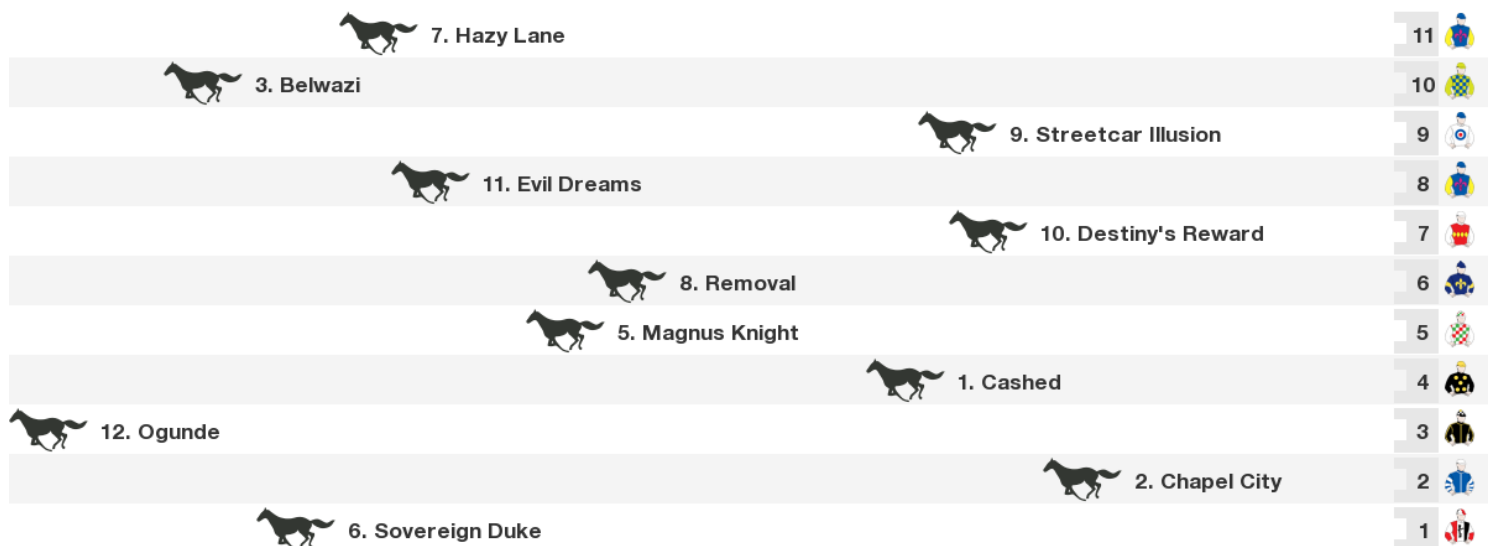 7. Hazy Lane 11
3. Belwazi 10
9. Streetcar Illusion 9
11. Evil Dreams 8
10. Destiny's Reward 7
8. Removal 6
5. Magnus Knight 5
1. Cashed 4
12. Ogunde 3
2. Chapel City 2
6. Sovereign Duke 1